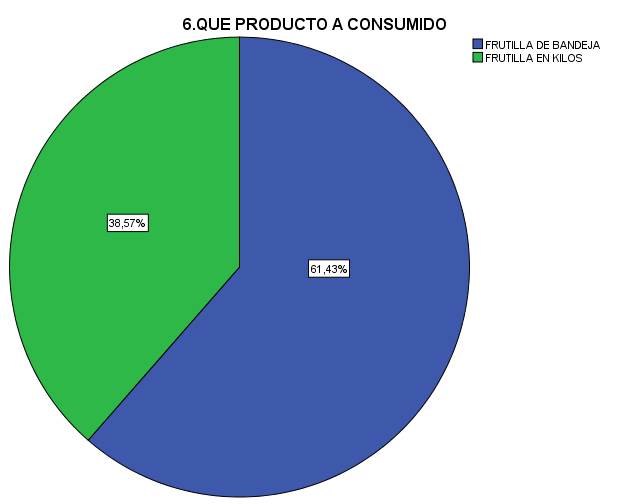 6.QUE PRODUCTO A CONSUMIDO
FRUTILLA DE BANDEJA
FRUTILLA EN KILOS
38,57%
61,43%